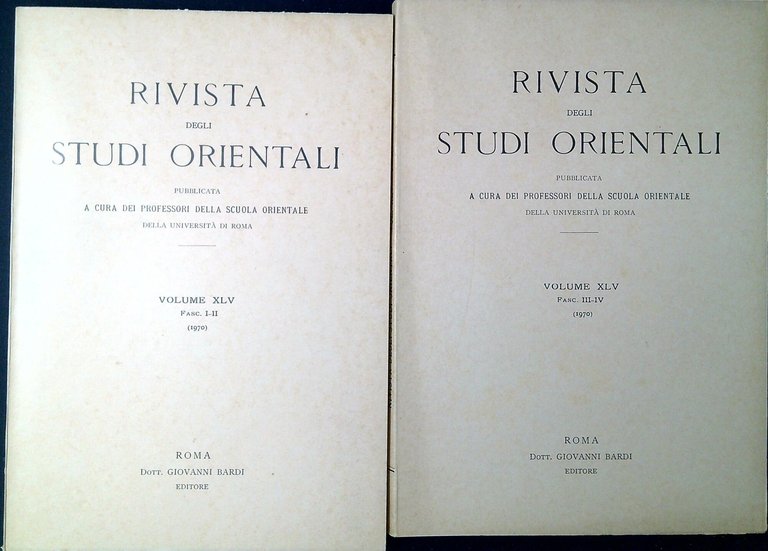 RIVISTA
DEGLI
STUDI ORIENTALI
PUBBLICATA
A CURA DEI PROFESSORI DELLA SCUOLA ORIENTALE
DELLA UNIVERSITÀ DI ROMA
VOLUME XLV
FASC. I-II
(1970)
ROMA
DOTT. GIOVANNI BARDI
EDITORE
RIVISTA
DEGLI
STUDI ORIENTALI
PUBBLICATA
A CURA DEI PROFESSORI DELLA SCUOLA ORIENTALE
DELLA UNIVERSITÀ DI ROMA
VOLUME XLV
FASC. III-IV
(1970)
ROMA
DOTT. GIOVANNI BARDI
EDITORE